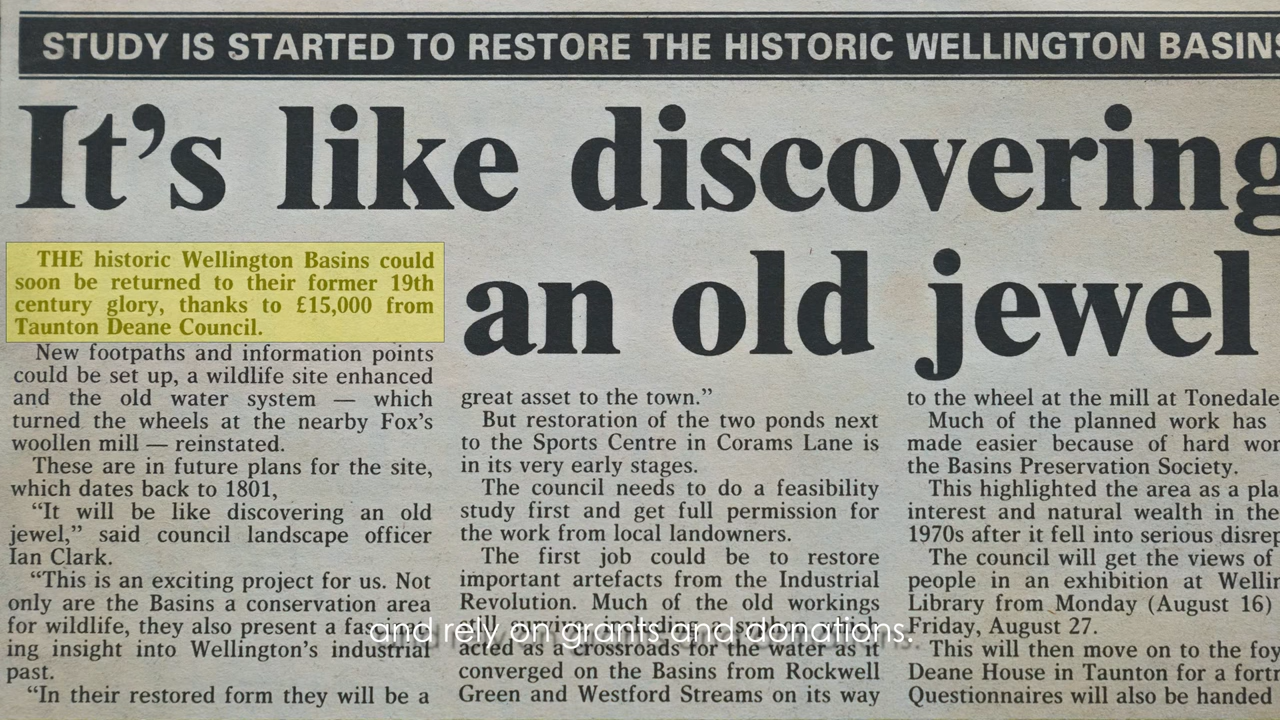 STUDY IS STARTED TO RESTORE THE HISTORIC WELLINGTON BASINS
It's like discovering
an old jewel
THE historic Wellington Basins could
soon be returned to their former 19th
century glory, thanks to £15,000 from
Taunton Deane Council.
New footpaths and information points
could be set up, a wildlife site enhanced
and the old water system — which
turned the wheels at the nearby Fox's
woollen mill — reinstated.
These are in future plans for the site,
which dates back to 1801,
"It will be like discovering an old
jewel," said council landscape officer
Ian Clark.
"This is an exciting project for us. Not
only are the Basins a conservation area
for wildlife, they also present a
ing insight into Wellington's industrial
past.
"In their restored form they will be a
great asset to the town."
But restoration of the two ponds next
to the Sports Centre in Corams Lane is
in its very early stages.
The council needs to do a feasibility
study first and get full permission for
the work from local landowners.
The first job could be to restore
important artefacts from the Industrial
Revolution. Much of the old workings
acted as a crossroads for the water as it
converged on the Basins from Rockwell
Green and Westford Streams on its way
to the wheel at the mill at Tonedale
Much of the planned work has
made easier because of hard
the Basins Preservation Society.
This highlighted the area as a
interest and natural wealth in the
1970s after it fell into serious
The council will get the views of
people in an exhibition at
Library from Monday (August 16)
Friday, August 27.
This will then move on to the
Deane House in Taunton for a
Questionnaires will also be handed
and rely on grants and donations.